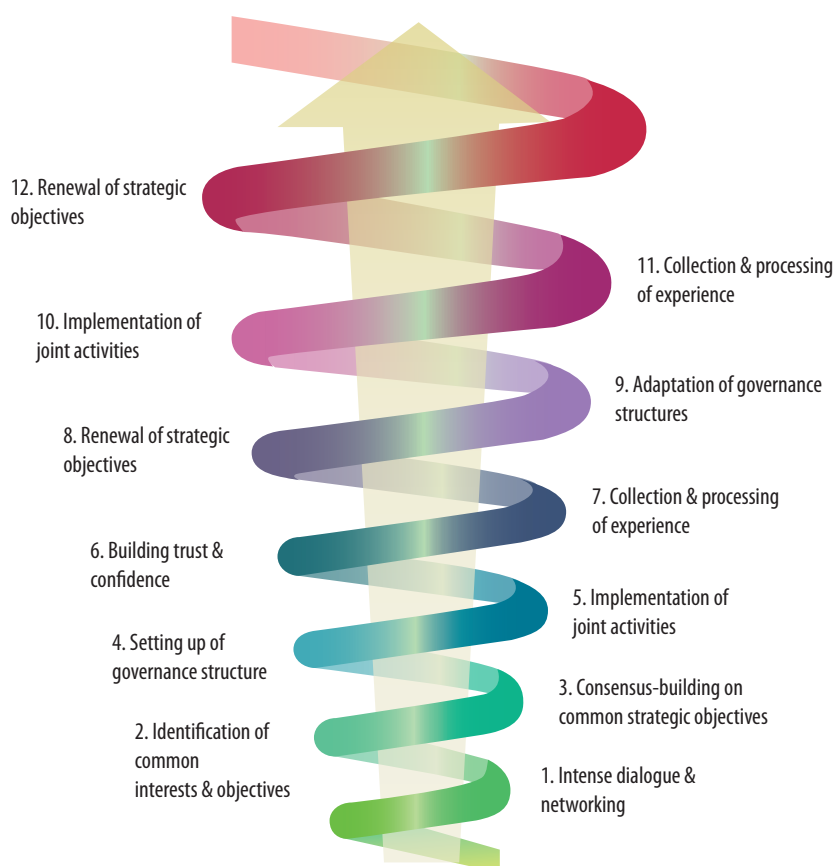 12. Renewal of strategic
objectives
11. Collection & processing
of experience
10. Implementation of
joint activities
9. Adaptation of governance
structures
8. Renewal of strategic
objectives
7. Collection & processing
of experience
6. Building trust &
confidence
5. Implementation of
joint activities
4. Setting up of
governance structure
3. Consensus-building on
common strategic objectives
2. Identification of
common
interests & objectives
1. Intense dialogue &
networking